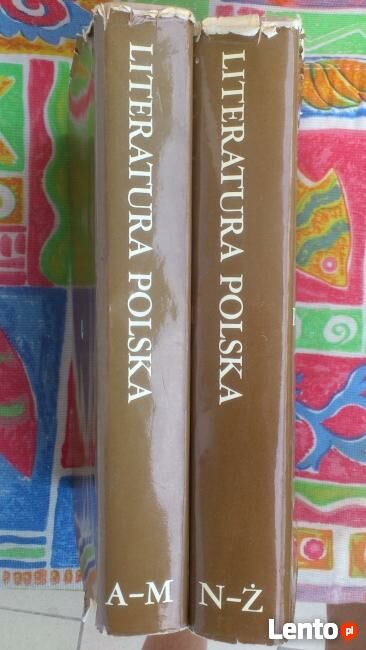 LITERATURA POLSKA
A-M
LITERATURA POLSKA
N-Ż
Lento.pl